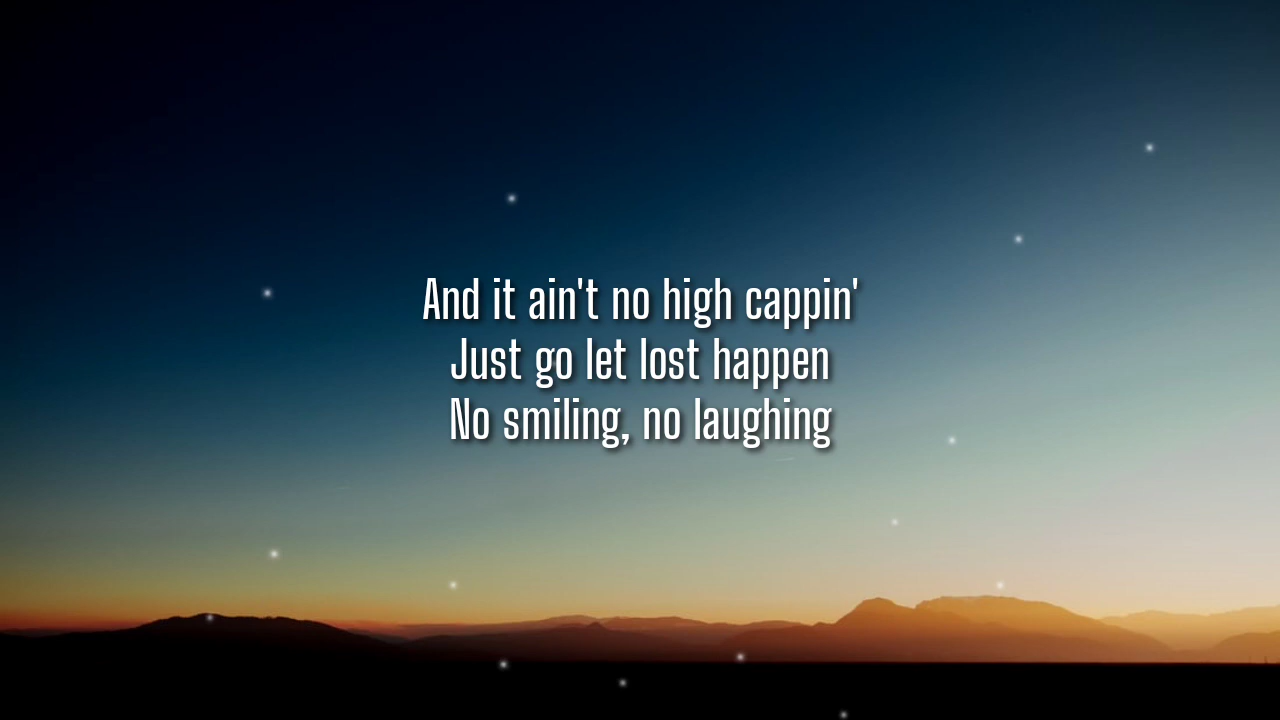 And it ain't no high cappin'
Just go let lost happen
No smiling, no laughing